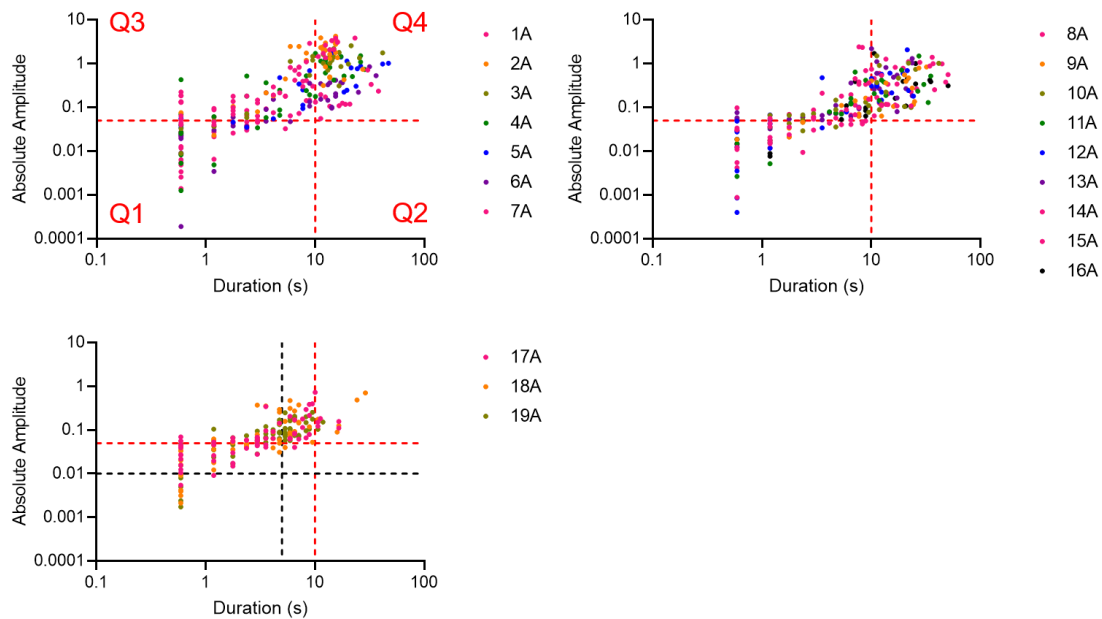 Q3
Q4
Q1
Q2
10
1
0.1
0.01
0.001
0.0001
0.1
1
10
100
Absolute Amplitude
Duration (s)
1A
2A
3A
4A
5A
6A
7A
10
1
0.1
0.01
0.001
0.0001
0.1
1
10
100
Absolute Amplitude
Duration (s)
8A
9A
10A
11A
12A
13A
14A
15A
16A
10
1
0.1
0.01
0.001
0.0001
0.1
1
10
100
Absolute Amplitude
Duration (s)
17A
18A
19A